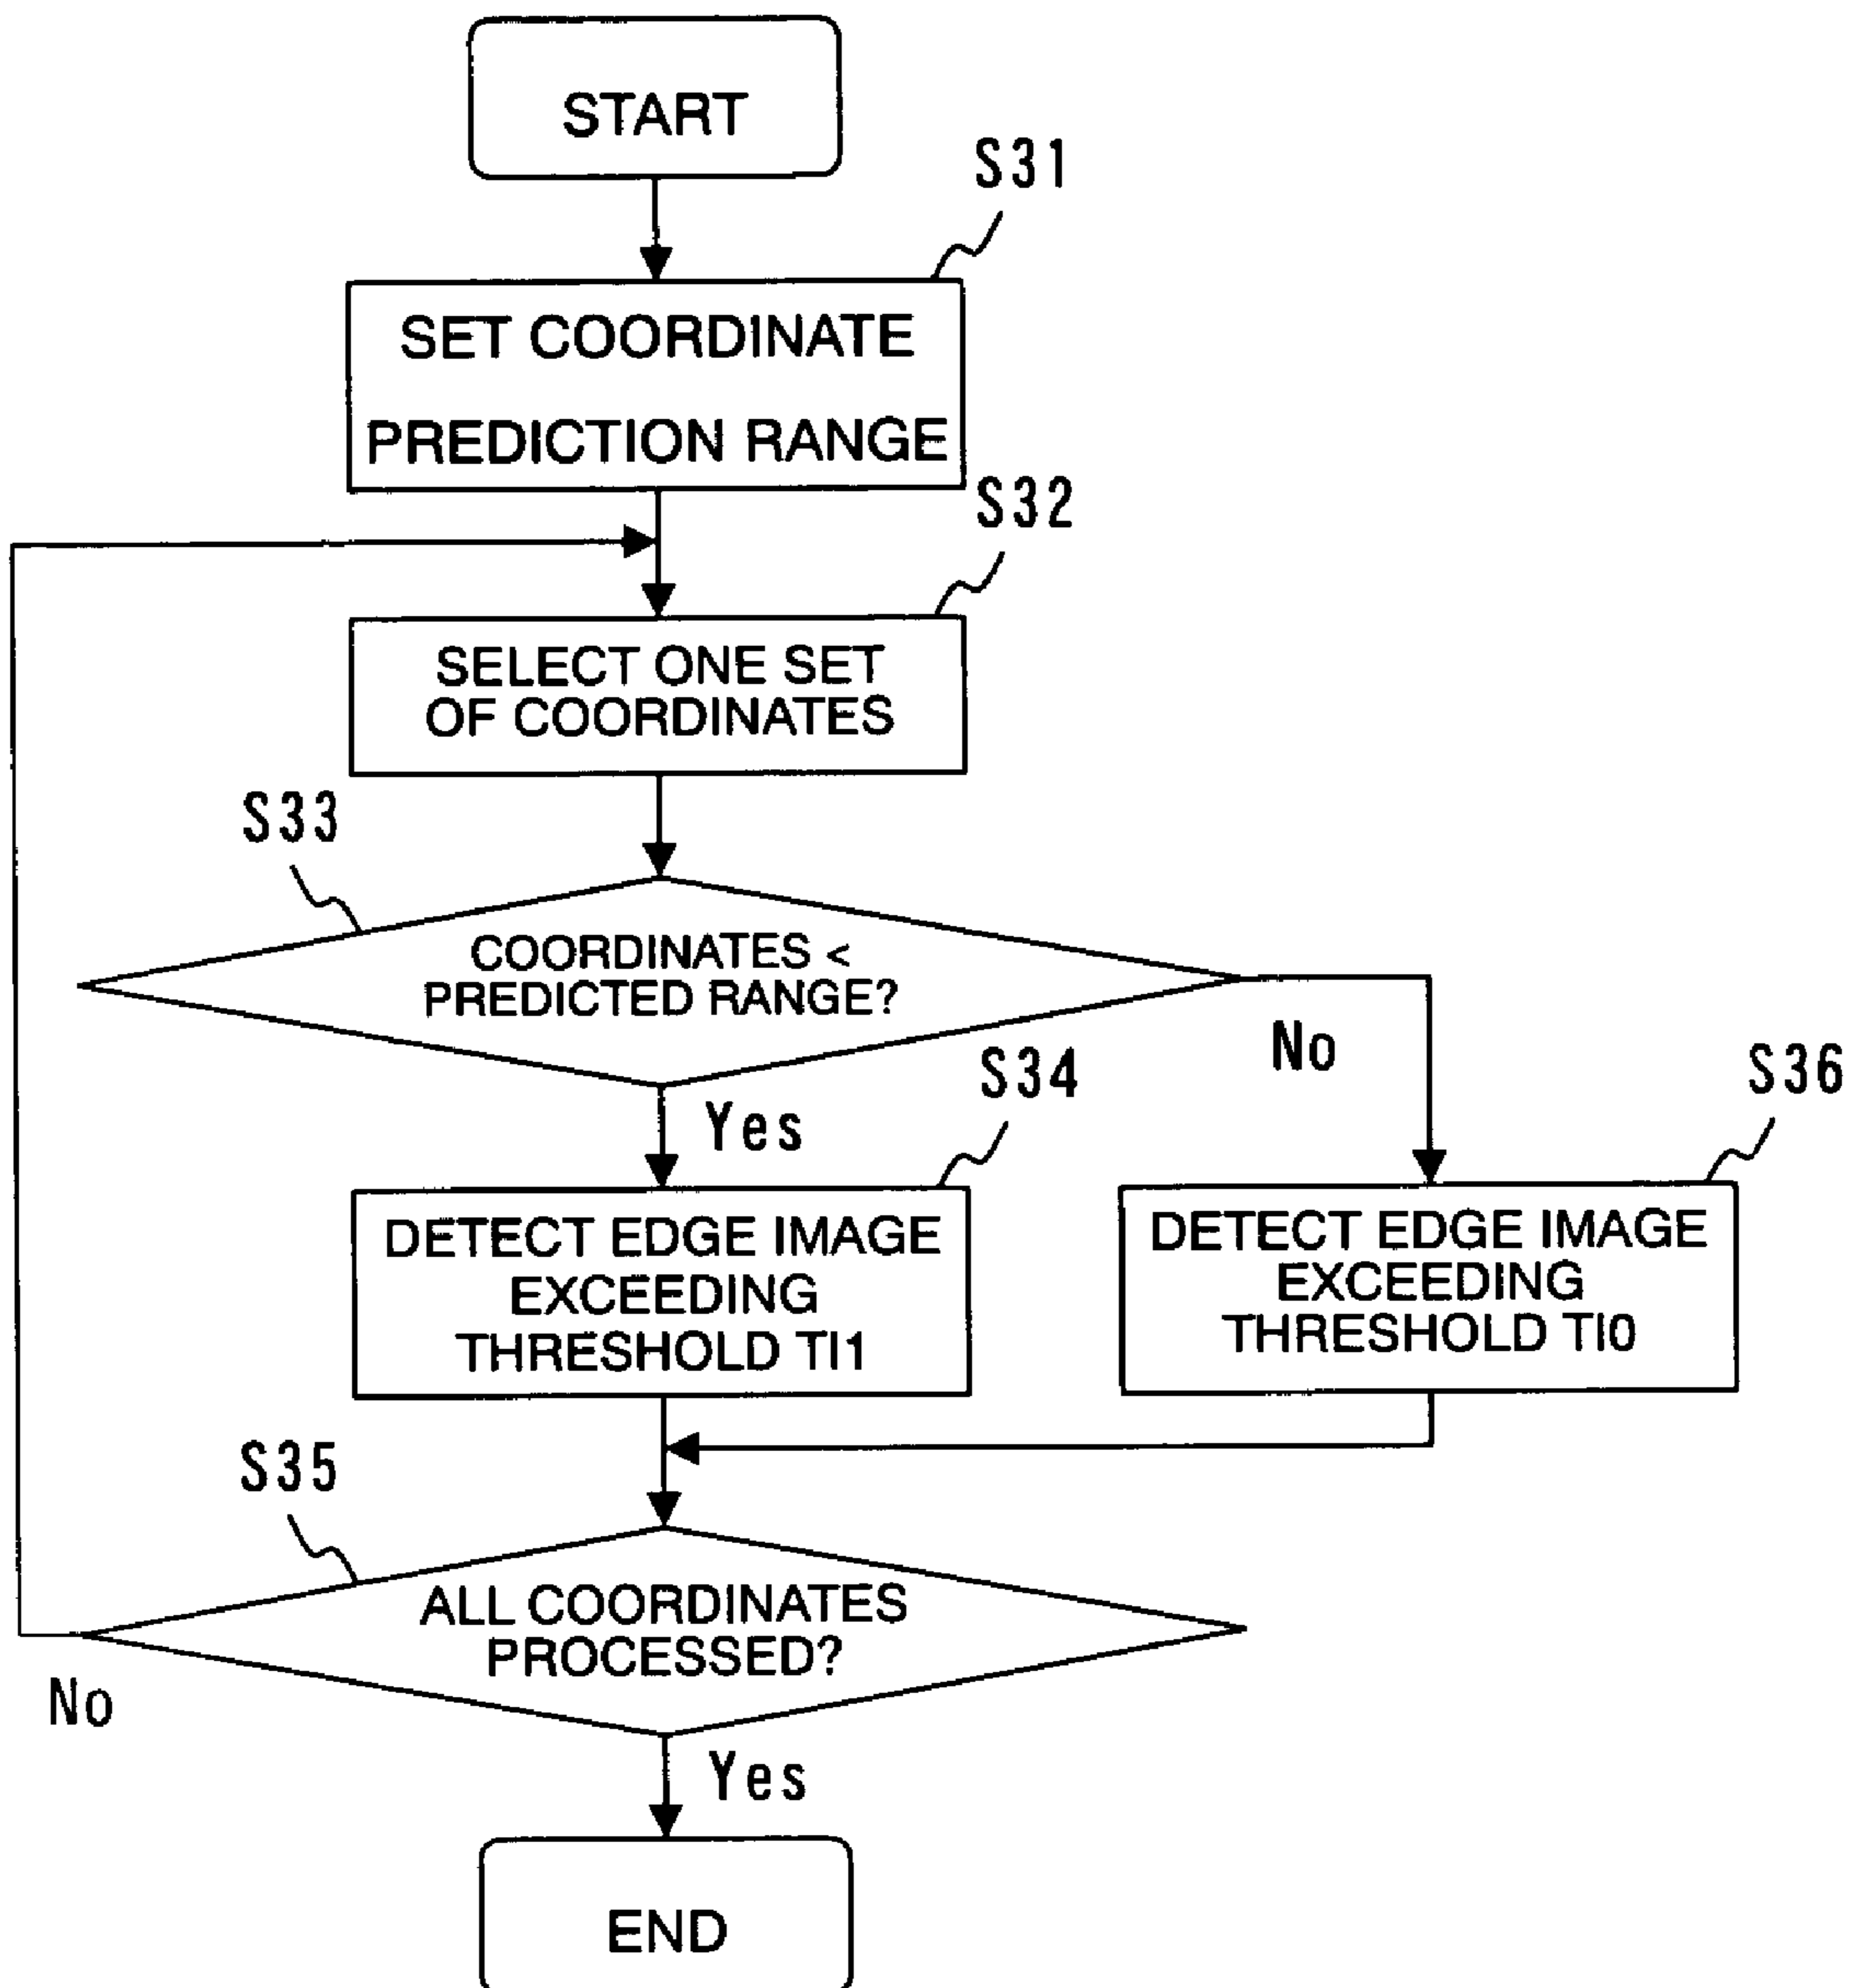 START
S31
SET COORDINATE
PREDICTION RANGE
S32
SELECT ONE SET
OF COORDINATES
S33
COORDINATES <
PREDICTED RANGE?
No
Yes
S34
S36
DETECT EDGE IMAGE
EXCEEDING
THRESHOLD TI1
DETECT EDGE IMAGE
EXCEEDING
THRESHOLD TI0
S35
ALL COORDINATES
PROCESSED?
No
Yes
END